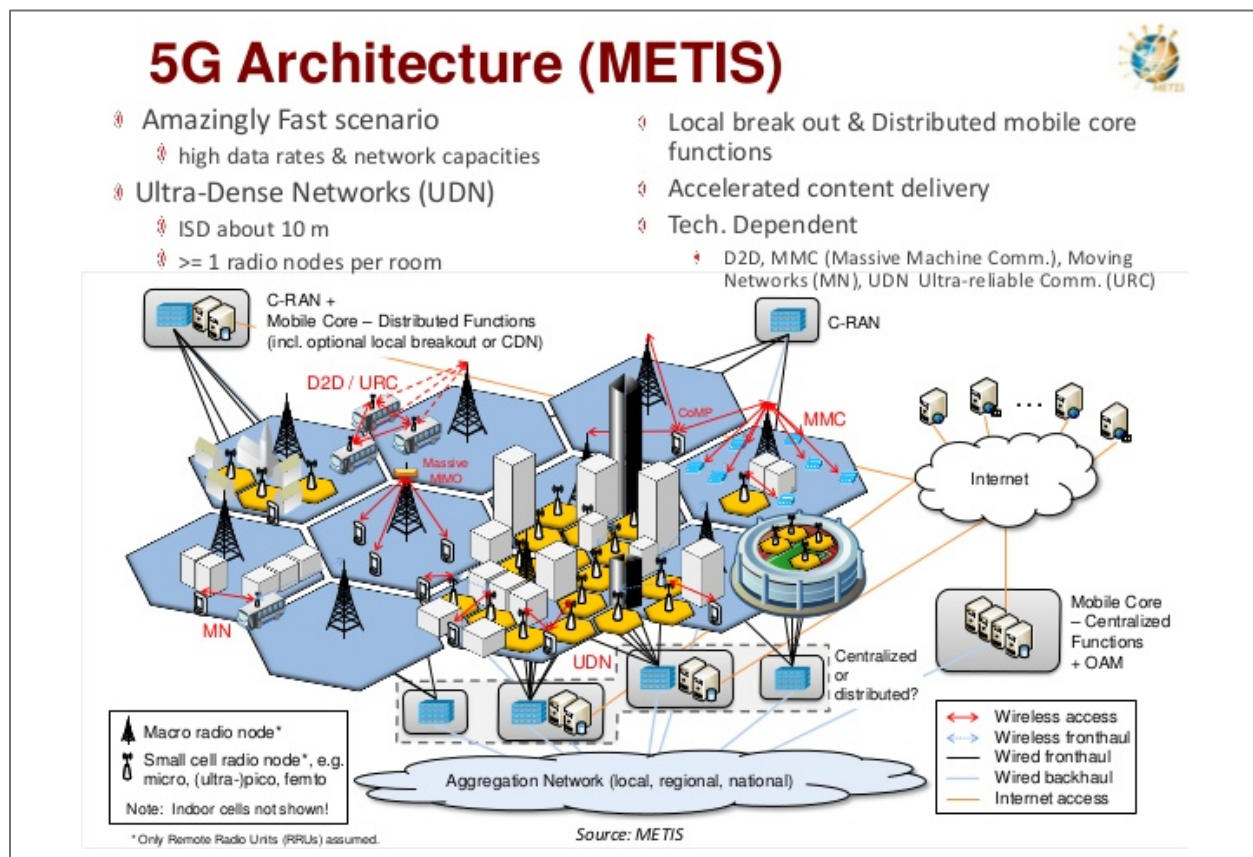 5G Architecture (METIS)
METIS
Amazingly Fast scenario
high data rates & network capacities
Ultra-Dense Networks (UDN)
ISD about 10 m
>= 1 radio nodes per room
Local break out & Distributed mobile core
functions
Accelerated content delivery
Tech. Dependent
D2D, MMC (Massive Machine Comm.), Moving
Networks (MN), UDN Ultra-reliable Comm. (URC)
C-RAN +
Mobile Core – Distributed Functions
(incl. optional local breakout or CDN)
C-RAN
D2D / URC
CoMP
MMC
Massive
MIMO
...
Internet
MN
UDN
Centralized
or
distributed?
Mobile Core
– Centralized
Functions
+ OAM
Macro radio node*
Small cell radio node*, e.g.
micro, (ultra-)pico, femto
Note: Indoor cells not shown!
Aggregation Network (local, regional, national)
Wireless access
Wireless fronthaul
Wired fronthaul
Wired backhaul
Internet access
* Only Remote Radio Units (RRUs) assumed.
Source: METIS